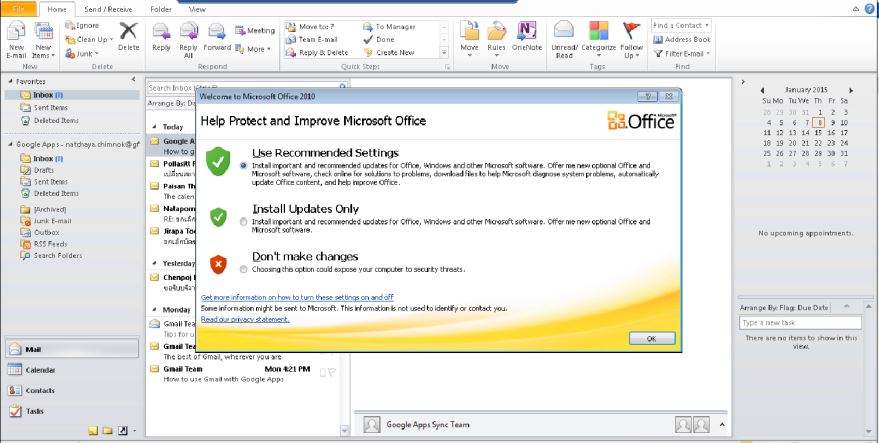 File
Home
Send / Receive
Folder
View
New
E-mail
New
Items
New
Ignore
Clean Up
Junk
Delete
Delete
Reply
Reply
All
Forward
Meeting
More
Respond
Move to: ?
Team E-mail
Reply & Delete
To Manager
Done
Create New
Quick Steps
Move
Rules
OneNote
Move
Unread/
Read
Categorize
Follow
Up
Tags
Find a Contact
Address Book
Filter E-mail
Find
Favorites
Inbox (1)
Sent Items
Deleted Items
Google Apps - natchaya.chimnok@gf
Inbox (1)
Drafts
Sent Items
Deleted Items
[Archived]
Junk E-mail
Outbox
RSS Feeds
Search Folders
Mail
Calendar
Contacts
Tasks
Search Inbox
Arrange By: Da
Today
Google A
How to g
PollasIt P
Paisan Th
The calen
Nataporn
Jirapa Too
Yesterday
Chenpoj
Monday
Gmail Tea
Tips for u
Gmail Tea
The best of Gmail, wherever you are
Gmail Team Mon 4:21 PM
How to use Gmail with Google Apps
Welcome to Microsoft Office 2010
Help Protect and Improve Microsoft Office
Microsoft
Office
Use Recommended Settings
Install important and recommended updates for Office, Windows and other Microsoft software. Offer me new optional Office and
Microsoft software, check online for solutions to problems, download files to help Microsoft diagnose system problems, automatically
update Office content, and help improve Office.
Install Updates Only
Install important and recommended updates for Office, Windows and other Microsoft software. Offer me new optional Office and
Microsoft software.
Don't make changes
Choosing this option could expose your computer to security threats.
Get more information on how to turn these settings on and off
Some information might be sent to Microsoft. This information is not used to identify or contact you.
Read our privacy statement.
OK
Google Apps Sync Team
January 2015
Su Mo Tu We Th Fr Sa
28 29 30 31 1 2 3
4 5 6 7 8 9 10
11 12 13 14 15 16 17
18 19 20 21 22 23 24
25 26 27 28 29 30 31
1 2 3 4 5 6 7
No upcoming appointments.
Arrange By: Flag: Due Date
Type a new task
There are no items to show in this
view.